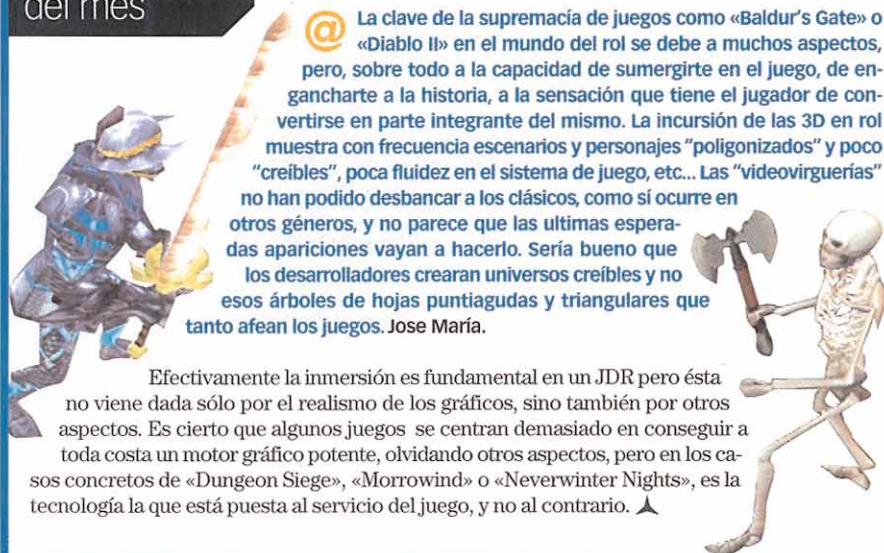 del mes
@ La clave de la supremacía de juegos como «Baldur's Gate» o
«Diablo II» en el mundo del rol se debe a muchos aspectos,
pero, sobre todo a la capacidad de sumergirte en el juego, de en-
gancharte a la historia, a la sensación que tiene el jugador de con-
vertirse en parte integrante del mismo. La incursión de las 3D en rol
muestra con frecuencia escenarios y personajes "poligonizados" y poco
"creíbles", poca fluidez en el sistema de juego, etc... Las "videovirguerías"
no han podido desbancar a los clásicos, como sí ocurre en
otros géneros, y no parece que las ultimas espera-
das apariciones vayan a hacerlo. Sería bueno que
los desarrolladores crearan universos creíbles y no
esos árboles de hojas puntiagudas y triangulares que
tanto afean los juegos. Jose María.
Efectivamente la inmersión es fundamental en un JDR pero ésta
no viene dada sólo por el realismo de los gráficos, sino también por otros
aspectos. Es cierto que algunos juegos se centran demasiado en conseguir a
toda costa un motor gráfico potente, olvidando otros aspectos, pero en los ca-
sos concretos de «Dungeon Siege», «Morrowind» o «Neverwinter Nights», es la
tecnología la que está puesta al servicio del juego, y no al contrario.